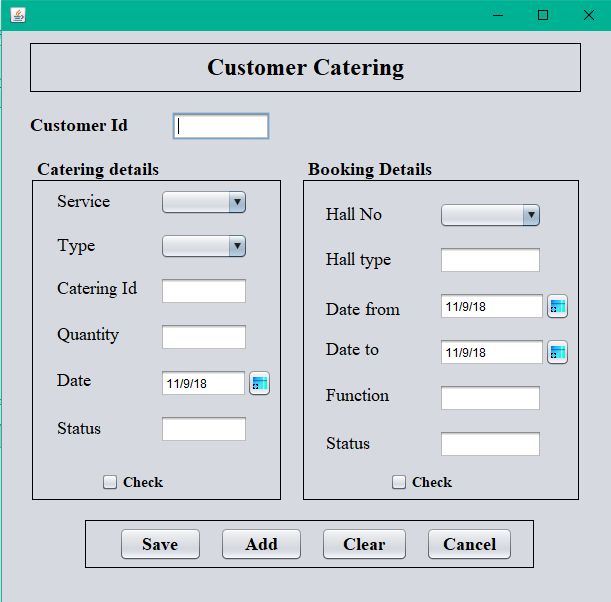 Customer Catering
Customer Id
Catering details
Service
Type
Catering Id
Quantity
Date 11/9/18
Status
Check
Booking Details
Hall No
Hall type
Date from 11/9/18
Date to 11/9/18
Function
Status
Check
Save Add Clear Cancel